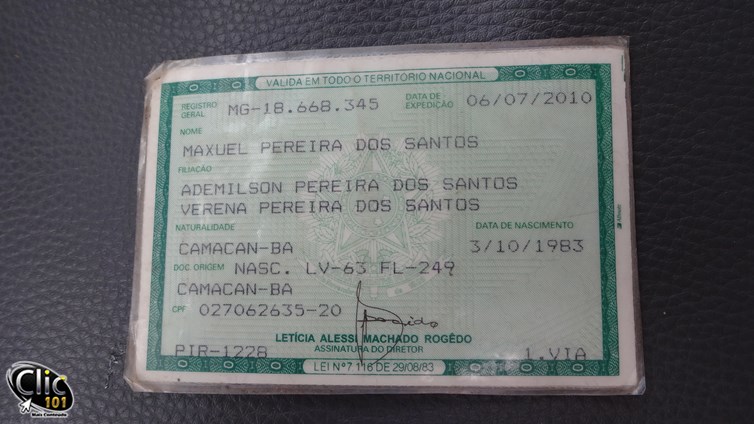 VALIDA EM TODO O TERRITÓRIO NACIONAL
REGISTRO GERAL MG-18.668.345 DATA DE EXPEDIÇÃO 06/07/2010
NOME
MAXUEL PEREIRA DOS SANTOS
FILIAÇÃO
ADEMILSON PEREIRA DOS SANTOS
VERENA PEREIRA DOS SANTOS
NATURALIDADE DATA DE NASCIMENTO
CAMACAN-BA 3/10/1983
DOC. ORIGEM NASC. LV-63 FL-249
CAMACAN-BA
CPF 027062635-20
LETÍCIA ALESSI MACHADO ROGÊDO
PIR-1228 ASSINATURA DO DIRETOR 1.VIA
LEI Nº 7.116 DE 29/08/83
Clic
101
Mais Conteúdo